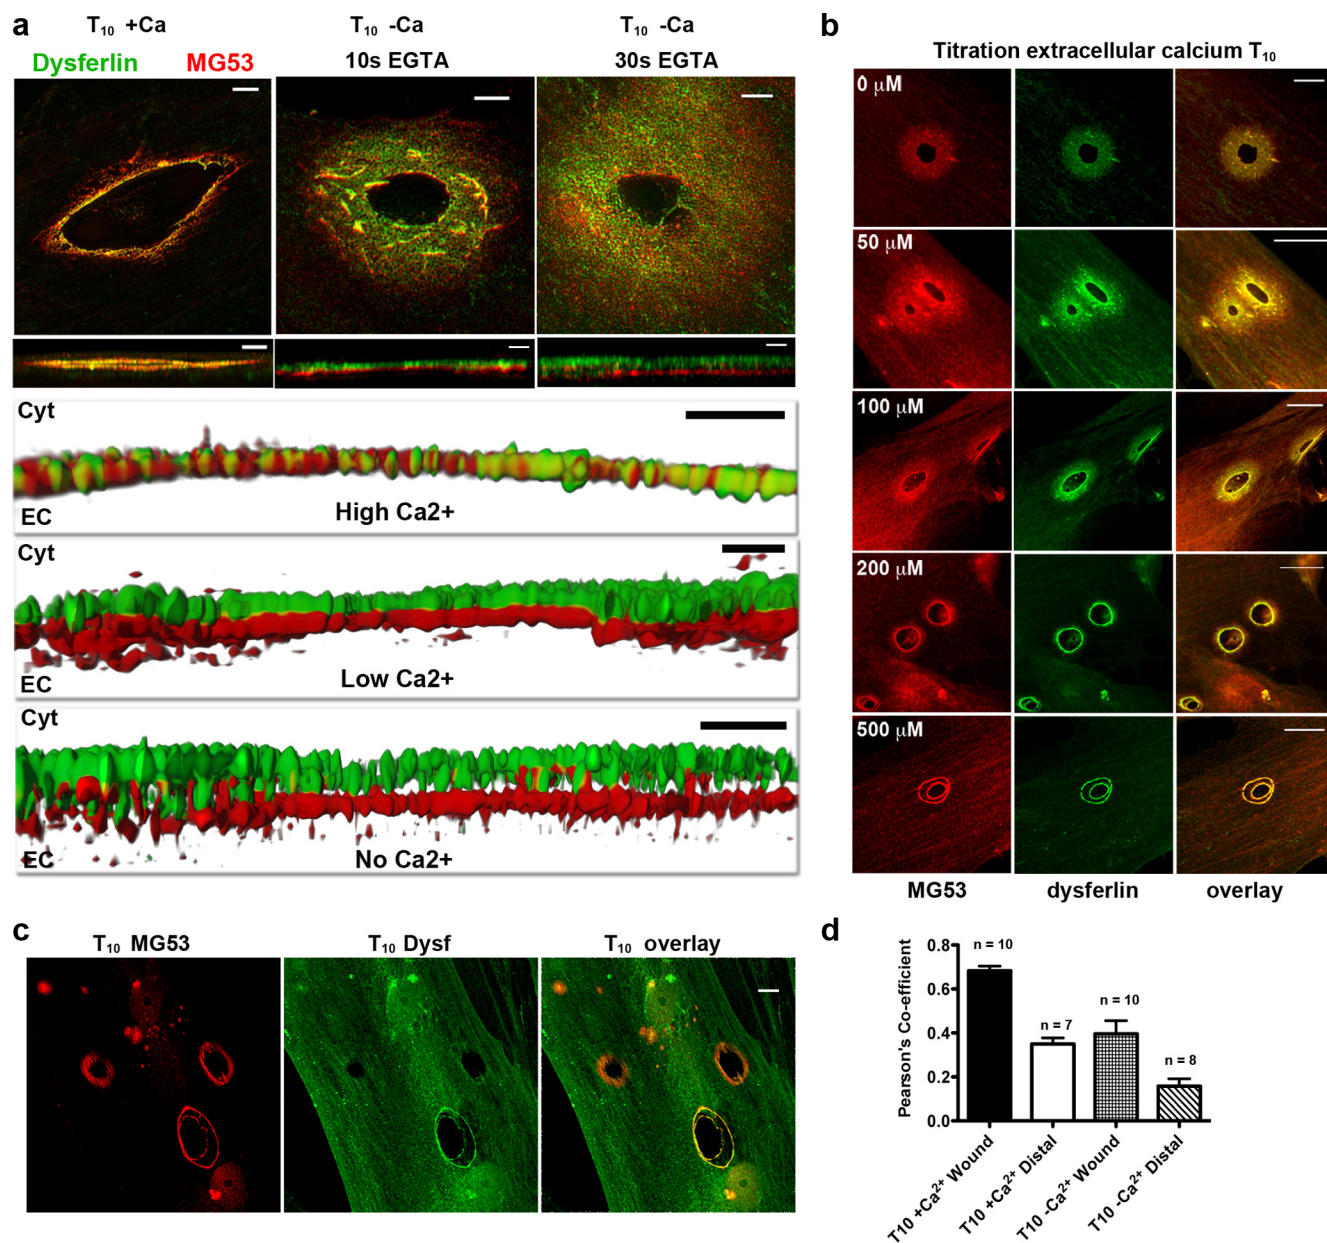 a
T10 +Ca
T10 -Ca
T10 -Ca
Dysferlin
MG53
10s EGTA
30s EGTA
Cyt
EC
High Ca2+
Cyt
EC
Low Ca2+
Cyt
EC
No Ca2+
b
Titration extracellular calcium T10
0 µM
50 µM
100 µM
200 µM
500 µM
MG53
dysferlin
overlay
c
T10 MG53
T10 Dysf
T10 overlay
d
Pearson's Co-efficient
0.8
0.6
0.4
0.2
0.0
n = 10
n = 7
n = 10
n = 8
T10 +Ca²⁺ Wound
T10 +Ca²⁺ Distal
T10 -Ca²⁺ Wound
T10 -Ca²⁺ Distal